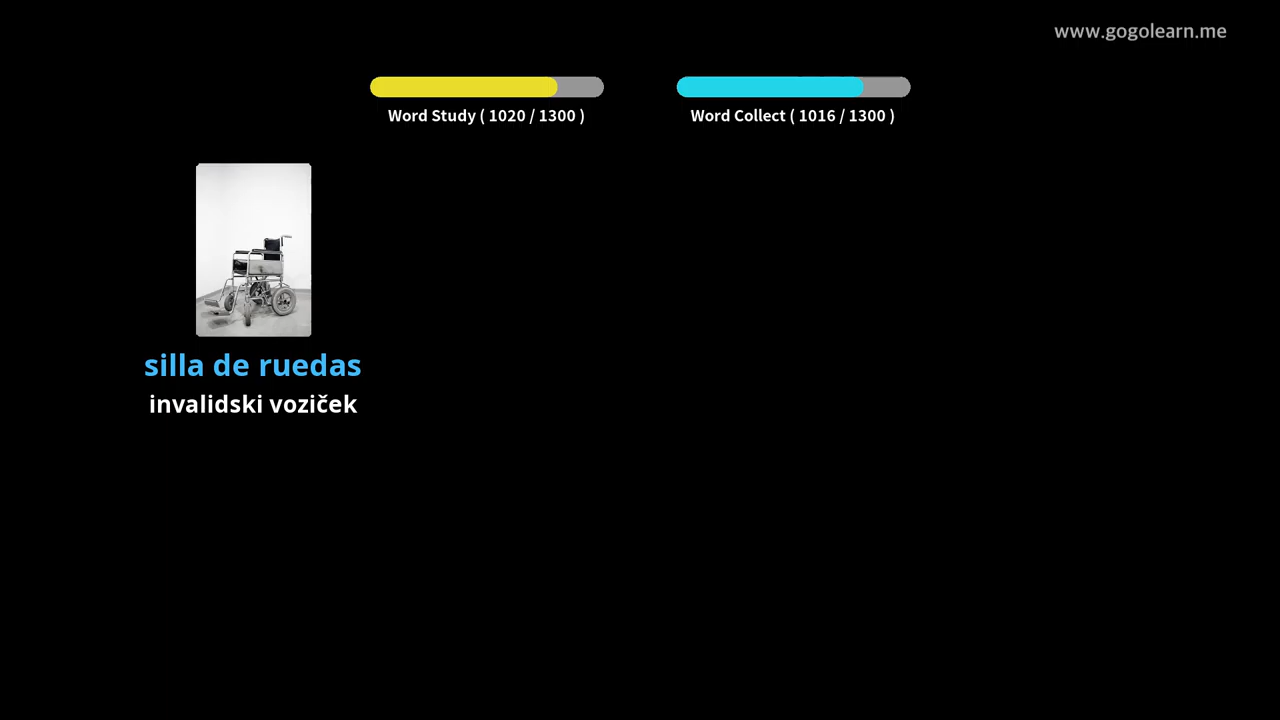 www.gogolearn.me
Word Study ( 1020 / 1300 )
Word Collect ( 1016 / 1300 )
silla de ruedas
invalidski voziček